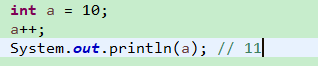 int a = 10;
a++;
System.out.println(a); // 11